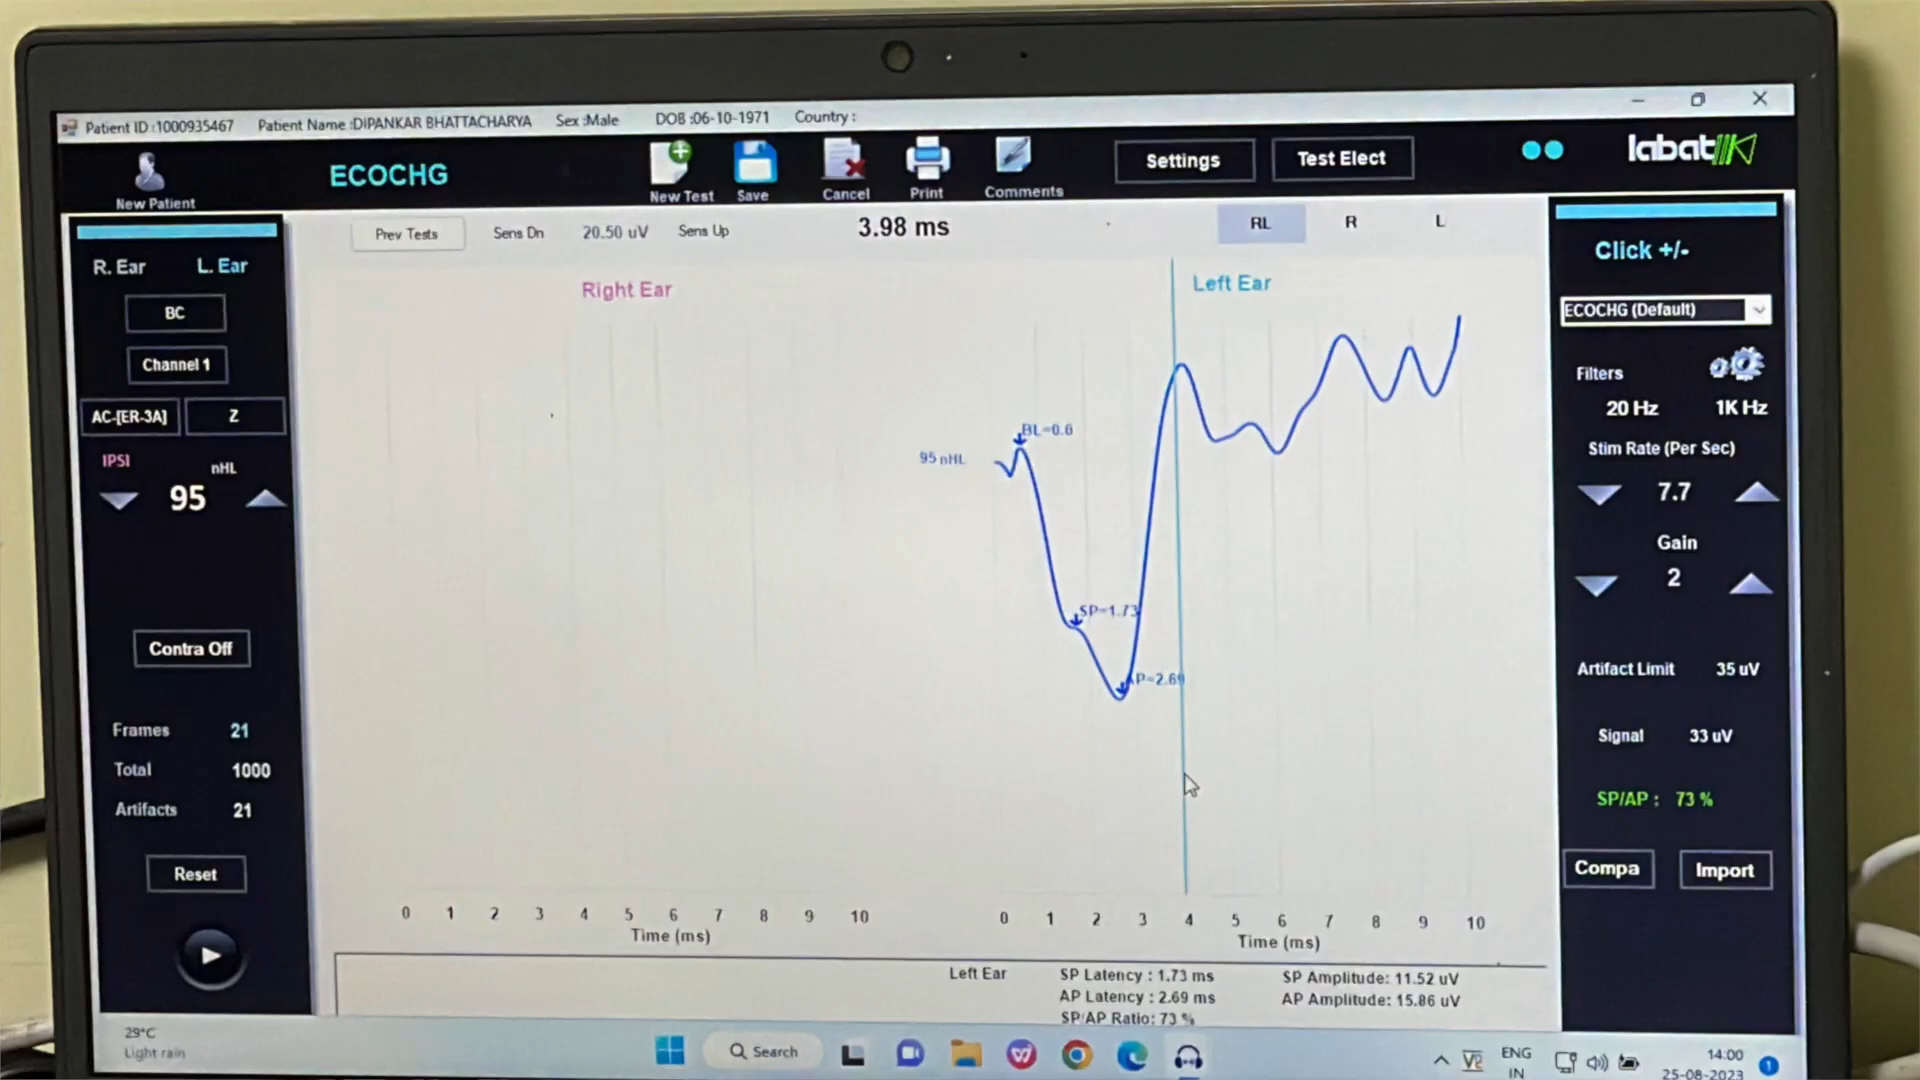 Patient ID :1000935467 Patient Name :DIPANKAR BHATTACHARYA Sex :Male DOB :06-10-1971 Country :
New Patient
ECOCHG
New Test Save Cancel Print Comments
Settings Test Elect
labat
Prev Tests Sens Dn 20.50 uV Sens Up 3.98 ms RL R L
R. Ear L. Ear
BC
Channel 1
AC-[ER-3A] Z
IPSI nHL
95
Contra Off
Frames 21
Total 1000
Artifacts 21
Reset
Right Ear
0 1 2 3 4 5 6 7 8 9 10
Time (ms)
Left Ear
BL=0.6
95 nHL
SP=1.73
AP=2.69
0 1 2 3 4 5 6 7 8 9 10
Time (ms)
Left Ear SP Latency : 1.73 ms SP Amplitude: 11.52 uV
AP Latency : 2.69 ms AP Amplitude: 15.86 uV
SP/AP Ratio: 73 %
Click +/-
ECOCHG (Default)
Filters
20 Hz 1K Hz
Stim Rate (Per Sec)
7.7
Gain
2
Artifact Limit 35 uV
Signal 33 uV
SP/AP : 73 %
Compa Import
29°C
Light rain
Search
ENG
IN
14:00
25-08-2023
1